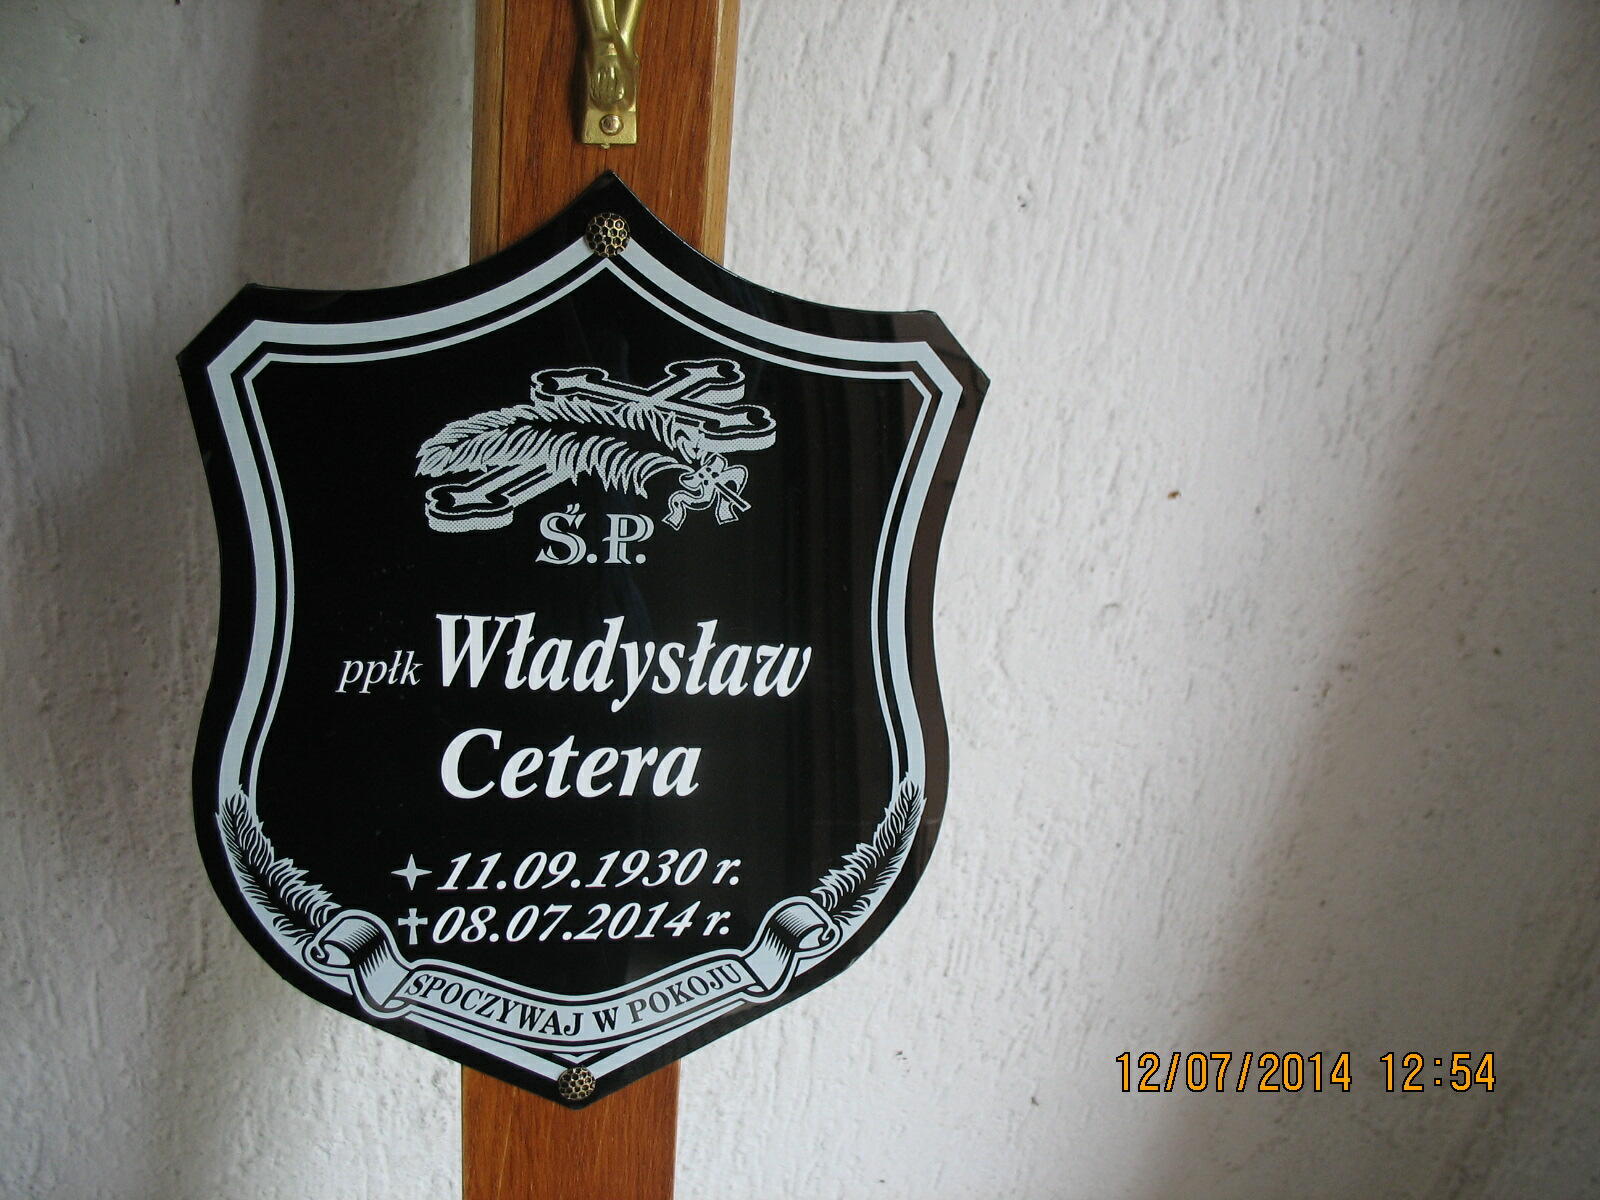 Ś.P.
ppłk Władysław
Cetera
11.09.1930 r.
08.07.2014 r.
SPOCZYWAJ W POKOJU
12/07/2014 12:54